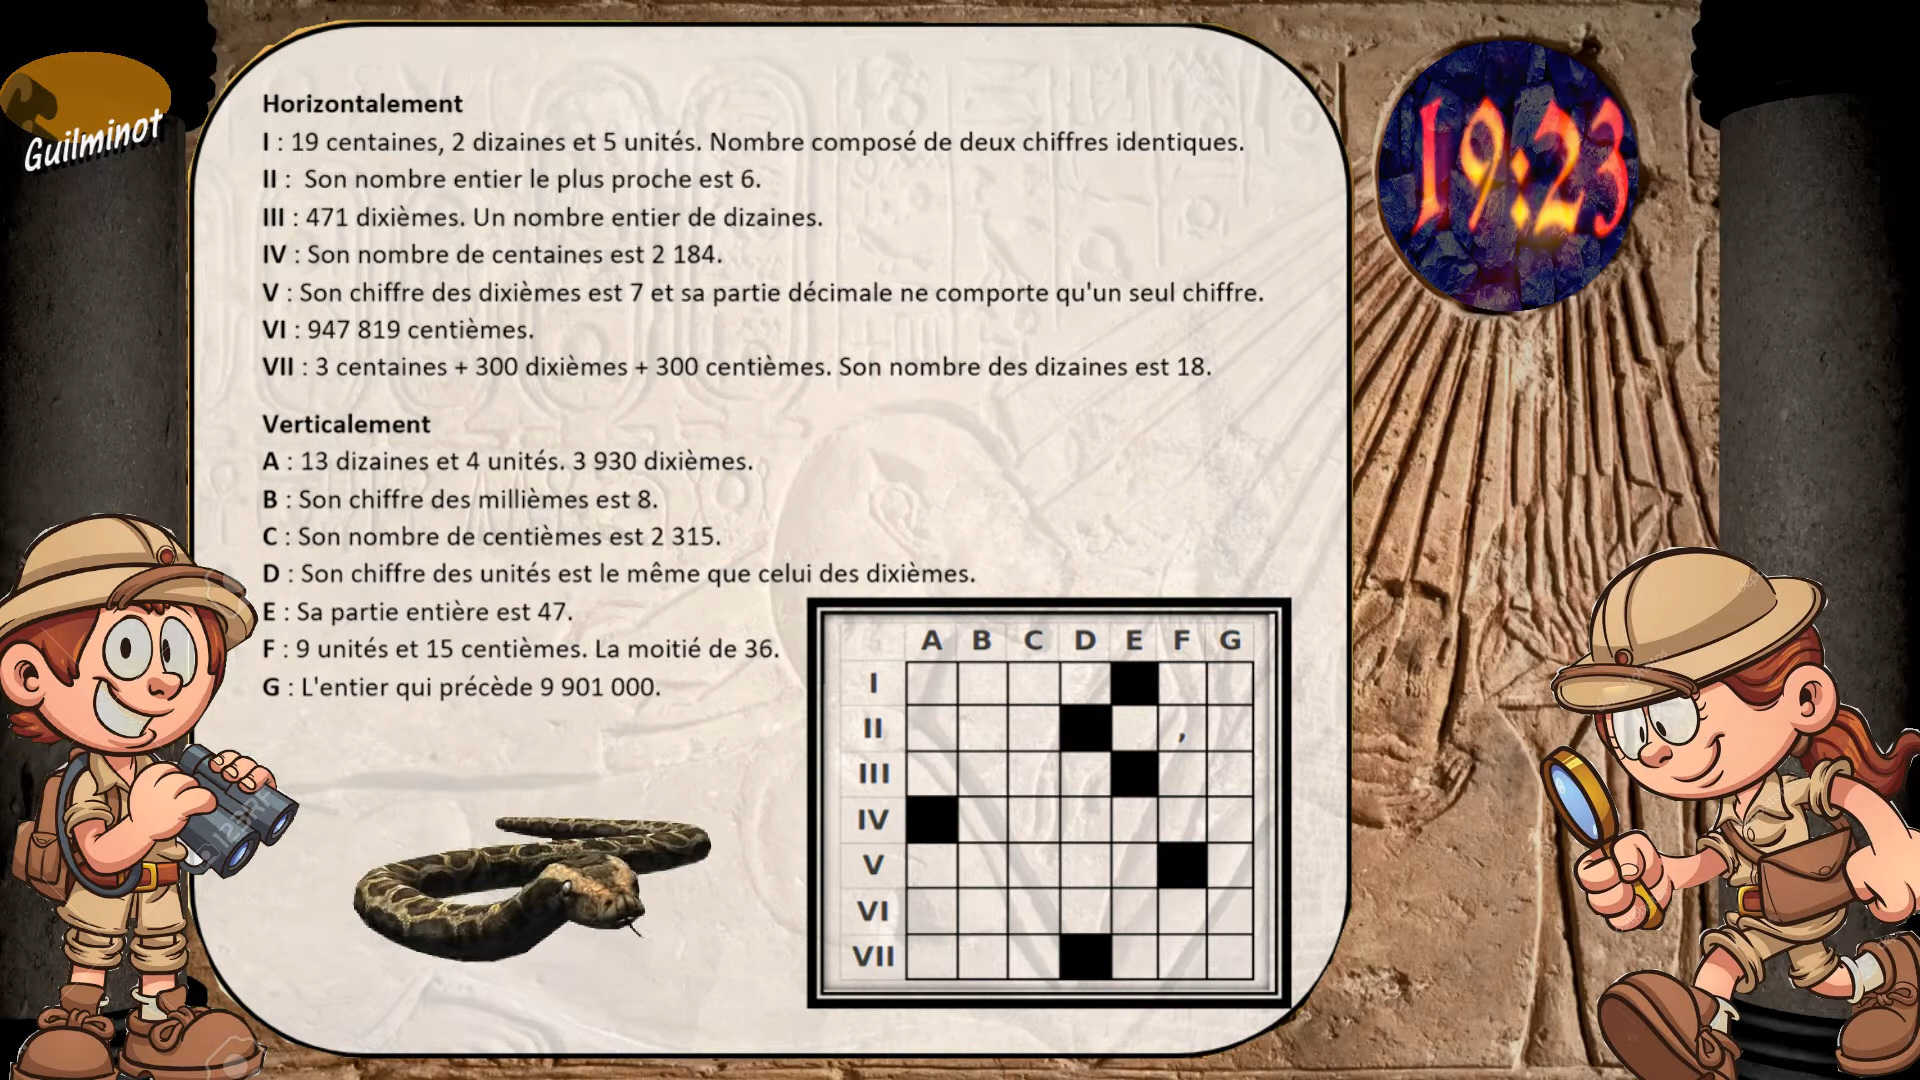 Guilminot
19:23
Horizontalement
I : 19 centaines, 2 dizaines et 5 unités. Nombre composé de deux chiffres identiques.
II :  Son nombre entier le plus proche est 6.
III : 471 dixièmes. Un nombre entier de dizaines.
IV : Son nombre de centaines est 2 184.
V : Son chiffre des dixièmes est 7 et sa partie décimale ne comporte qu'un seul chiffre.
VI : 947 819 centièmes.
VII : 3 centaines + 300 dixièmes + 300 centièmes. Son nombre des dizaines est 18.
Verticalement
A : 13 dizaines et 4 unités. 3 930 dixièmes.
B : Son chiffre des millièmes est 8.
C : Son nombre de centièmes est 2 315.
D : Son chiffre des unités est le même que celui des dixièmes.
E : Sa partie entière est 47.
F : 9 unités et 15 centièmes. La moitié de 36.
G : L'entier qui précède 9 901 000.
A B C D E F G
I
II ,
III
IV
V
VI
VII